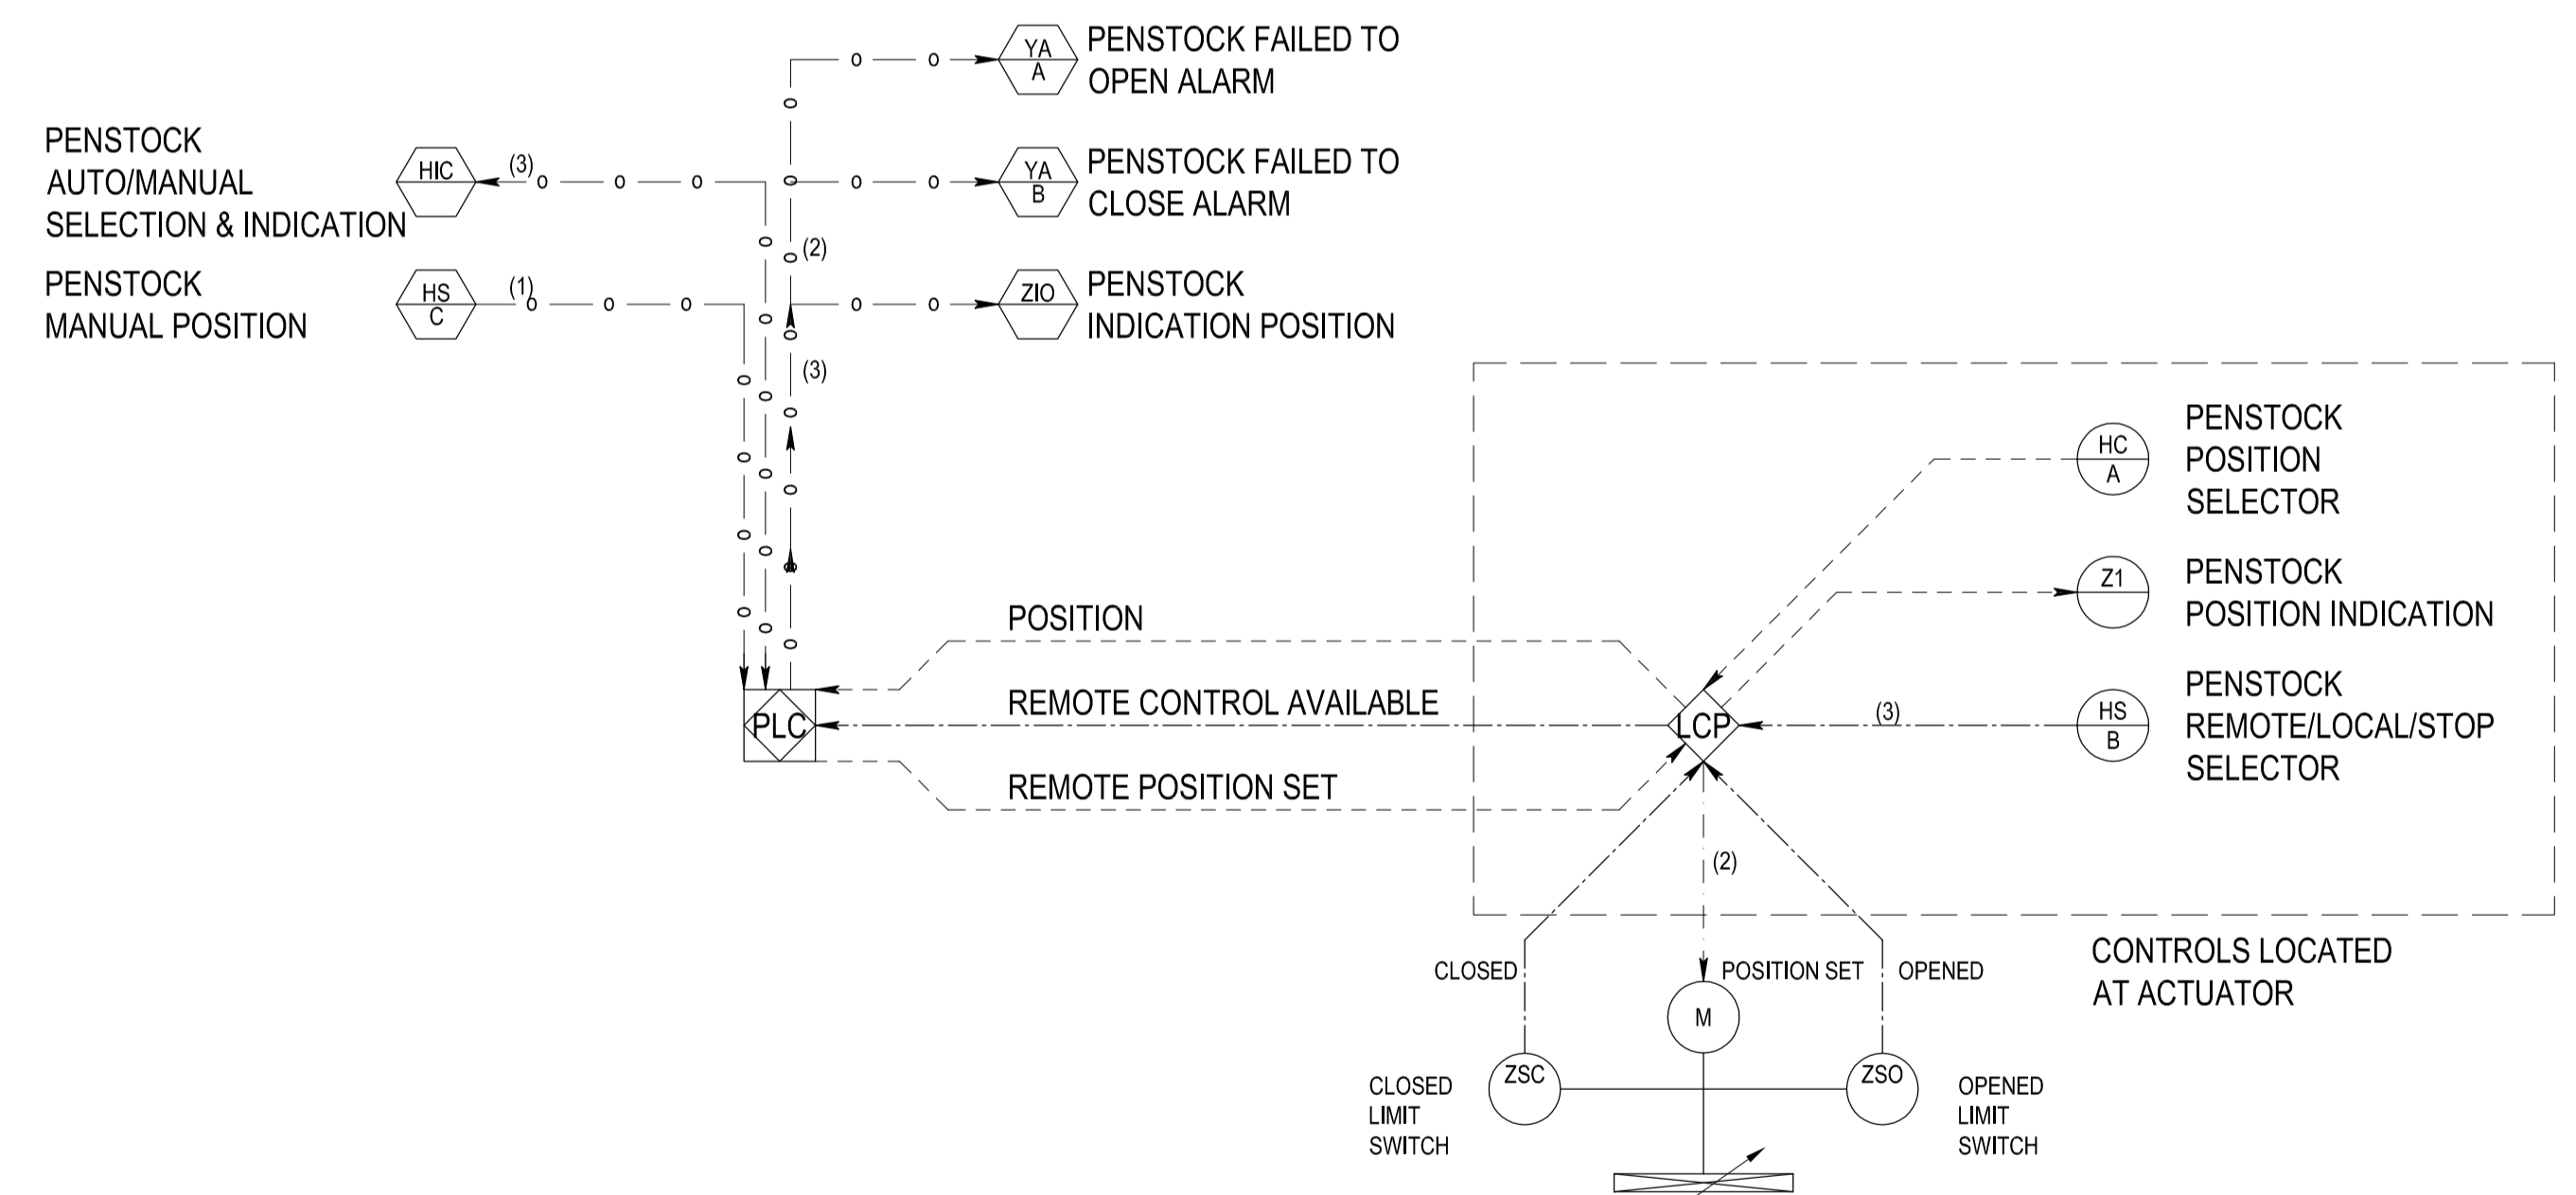 YA
A
PENSTOCK FAILED TO
OPEN ALARM
PENSTOCK
AUTO/MANUAL
SELECTION & INDICATION
HIC
(3)
YA
B
PENSTOCK FAILED TO
CLOSE ALARM
(2)
PENSTOCK
MANUAL POSITION
HS
C
(1)
ZIO
PENSTOCK
INDICATION POSITION
(3)
HC
A
PENSTOCK
POSITION
SELECTOR
Z1
PENSTOCK
POSITION INDICATION
POSITION
PLC
REMOTE CONTROL AVAILABLE
LCP
(3)
HS
B
PENSTOCK
REMOTE/LOCAL/STOP
SELECTOR
REMOTE POSITION SET
(2)
CONTROLS LOCATED
AT ACTUATOR
CLOSED
POSITION SET
OPENED
M
CLOSED
LIMIT
SWITCH
ZSC
ZSO
OPENED
LIMIT
SWITCH